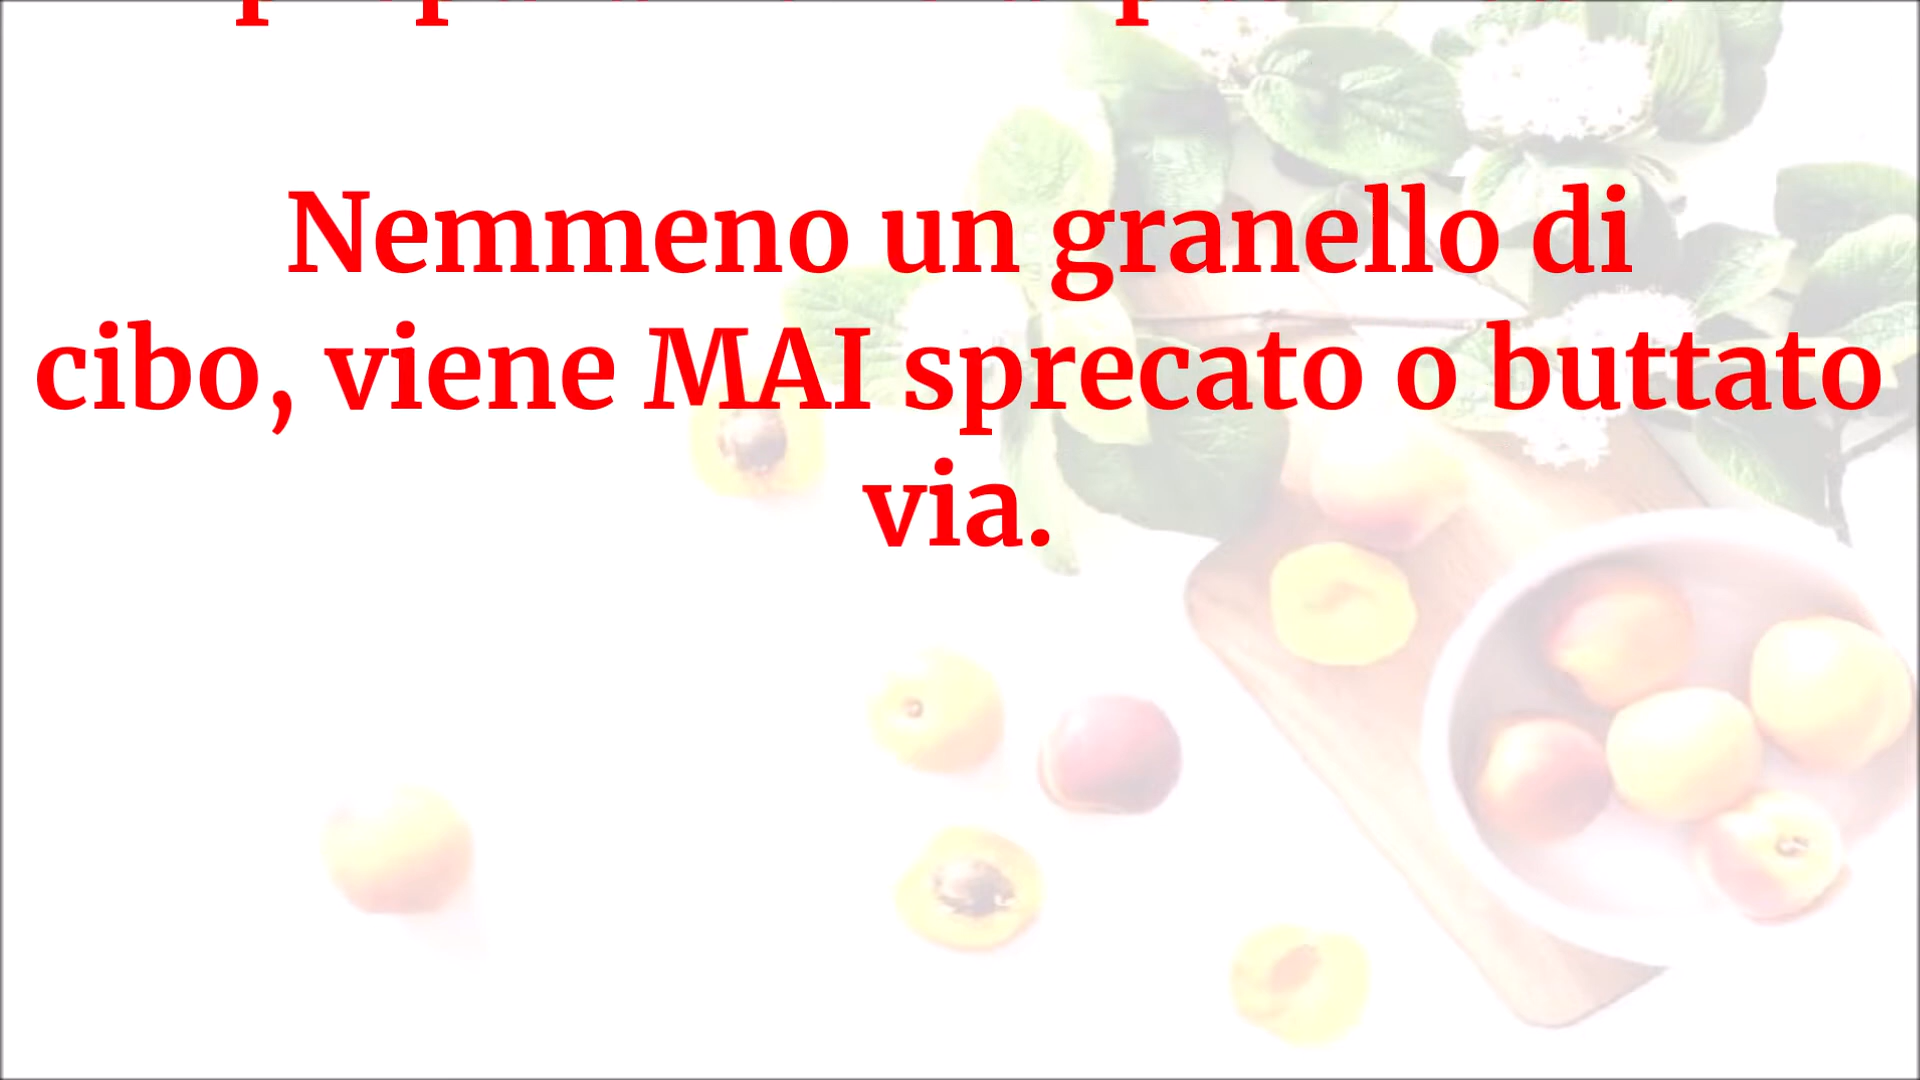 Nemmeno un granello di
cibo, viene MAI sprecato o buttato
via.